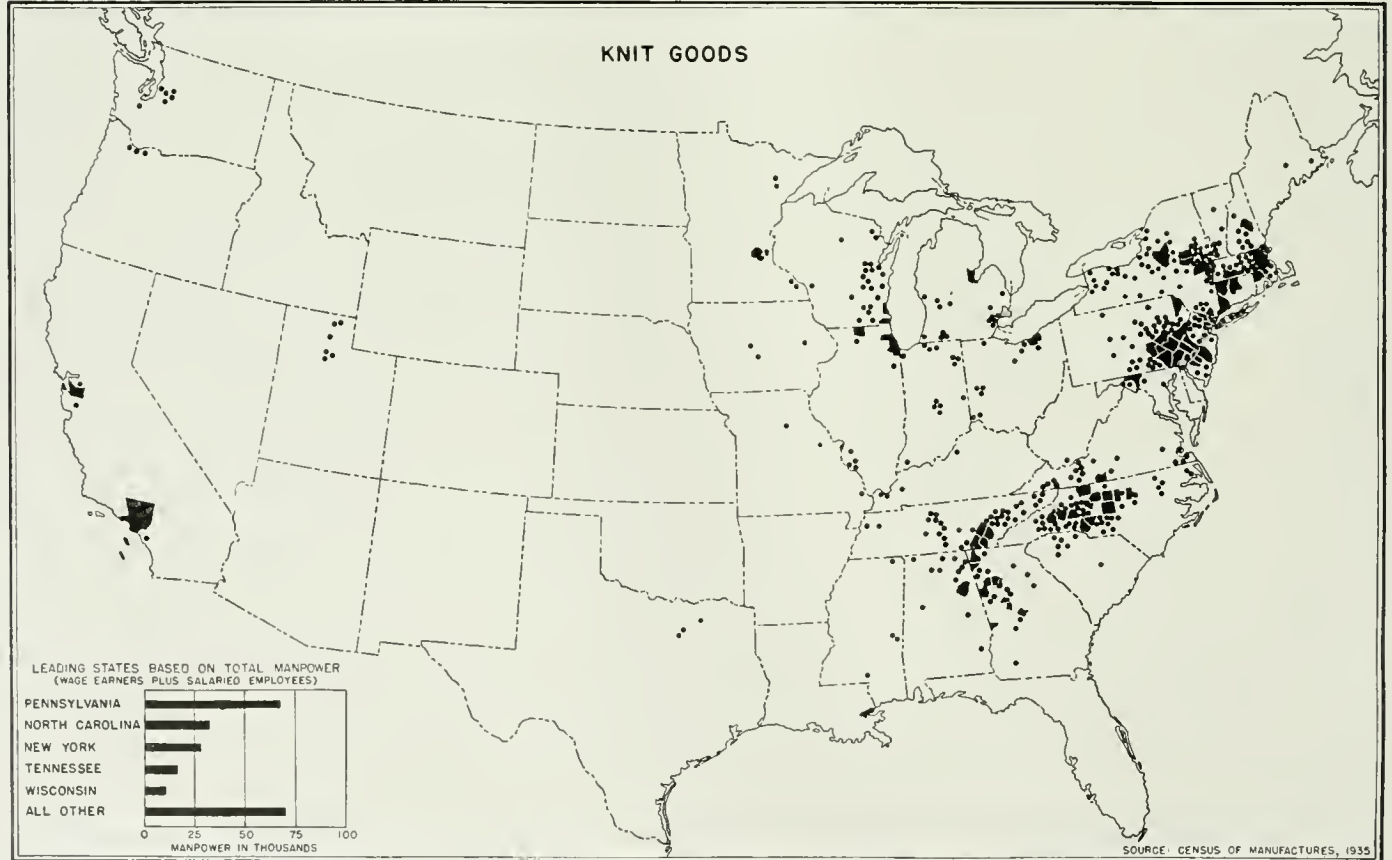 KNIT GOODS
LEADING STATES BASED ON TOTAL MANPOWER
(WAGE EARNERS PLUS SALARIED EMPLOYEES)
PENNSYLVANIA
NORTH CAROLINA
NEW YORK
TENNESSEE
WISCONSIN
ALL OTHER
0 25 50 75 100
MANPOWER IN THOUSANDS
SOURCE: CENSUS OF MANUFACTURES, 1935